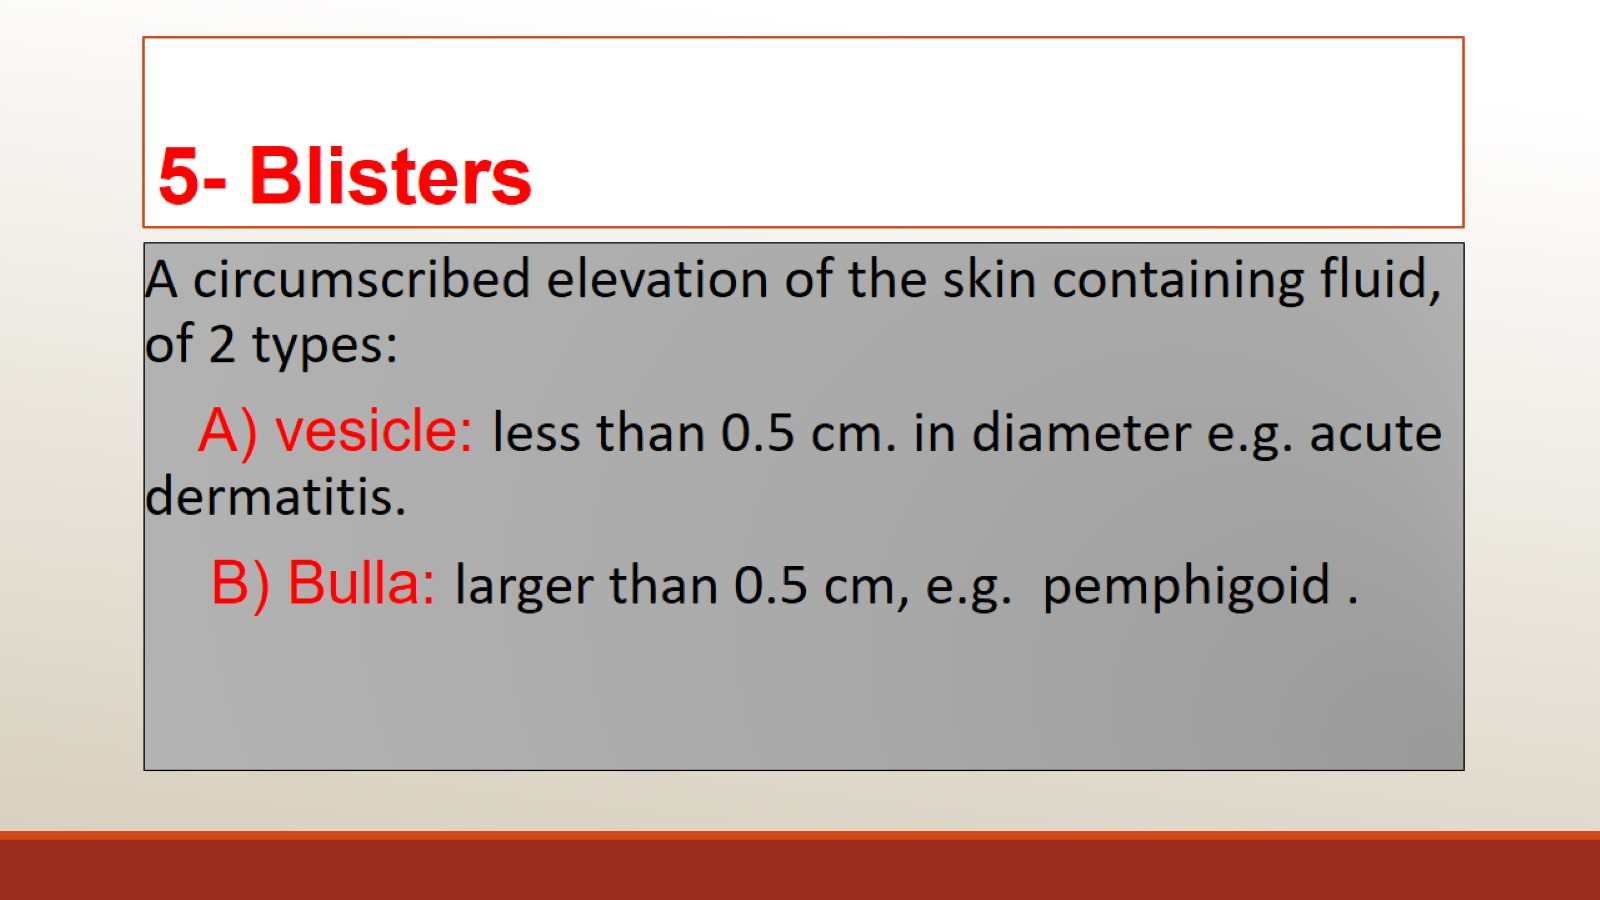 5- Blisters
A circumscribed elevation of the skin containing fluid,
of 2 types:
A) vesicle: less than 0.5 cm. in diameter e.g. acute
dermatitis.
B) Bulla: larger than 0.5 cm, e.g.  pemphigoid .